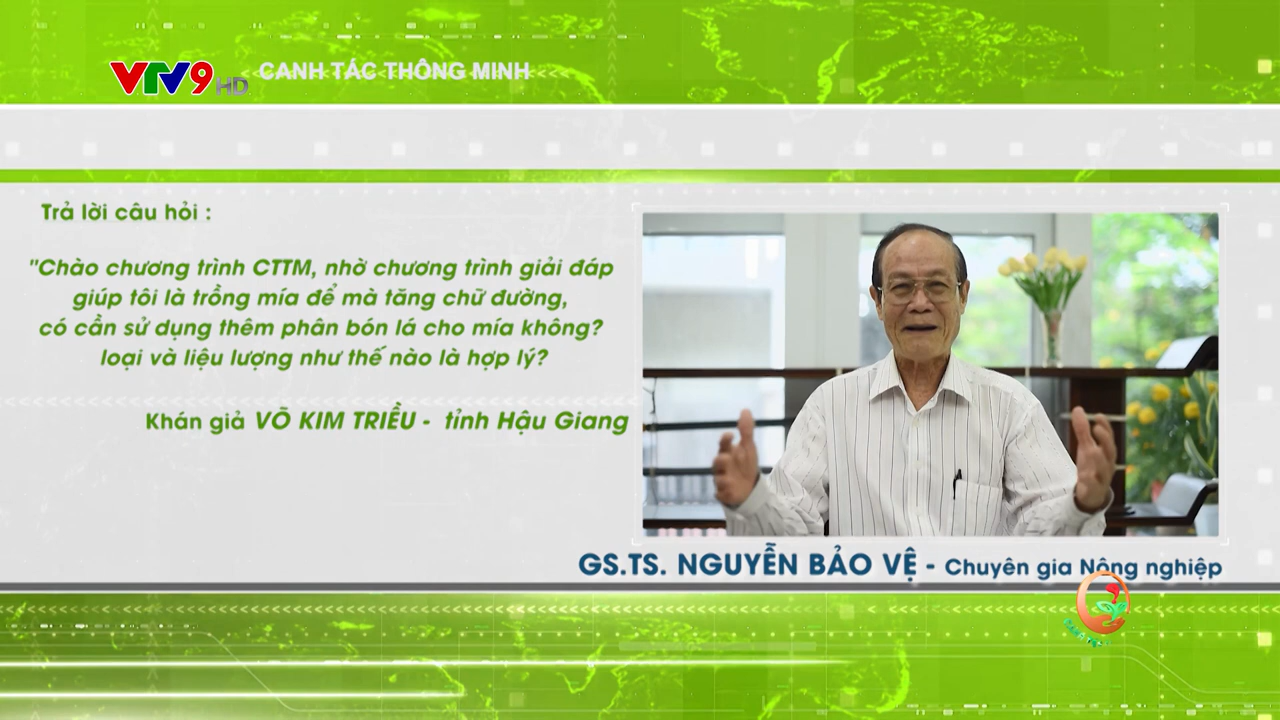 VTV9 HD CANH TÁC THÔNG MINH
Trả lời câu hỏi :
"Chào chương trình CTTM, nhờ chương trình giải đáp
giúp tôi là trồng mía để mà tăng chữ đường,
có cần sử dụng thêm phân bón lá cho mía không?
loại và liệu lượng như thế nào là hợp lý?
Khán giả VÕ KIM TRIỀU - tỉnh Hậu Giang
GS.TS. NGUYỄN BẢO VỆ - Chuyên gia Nông nghiệp